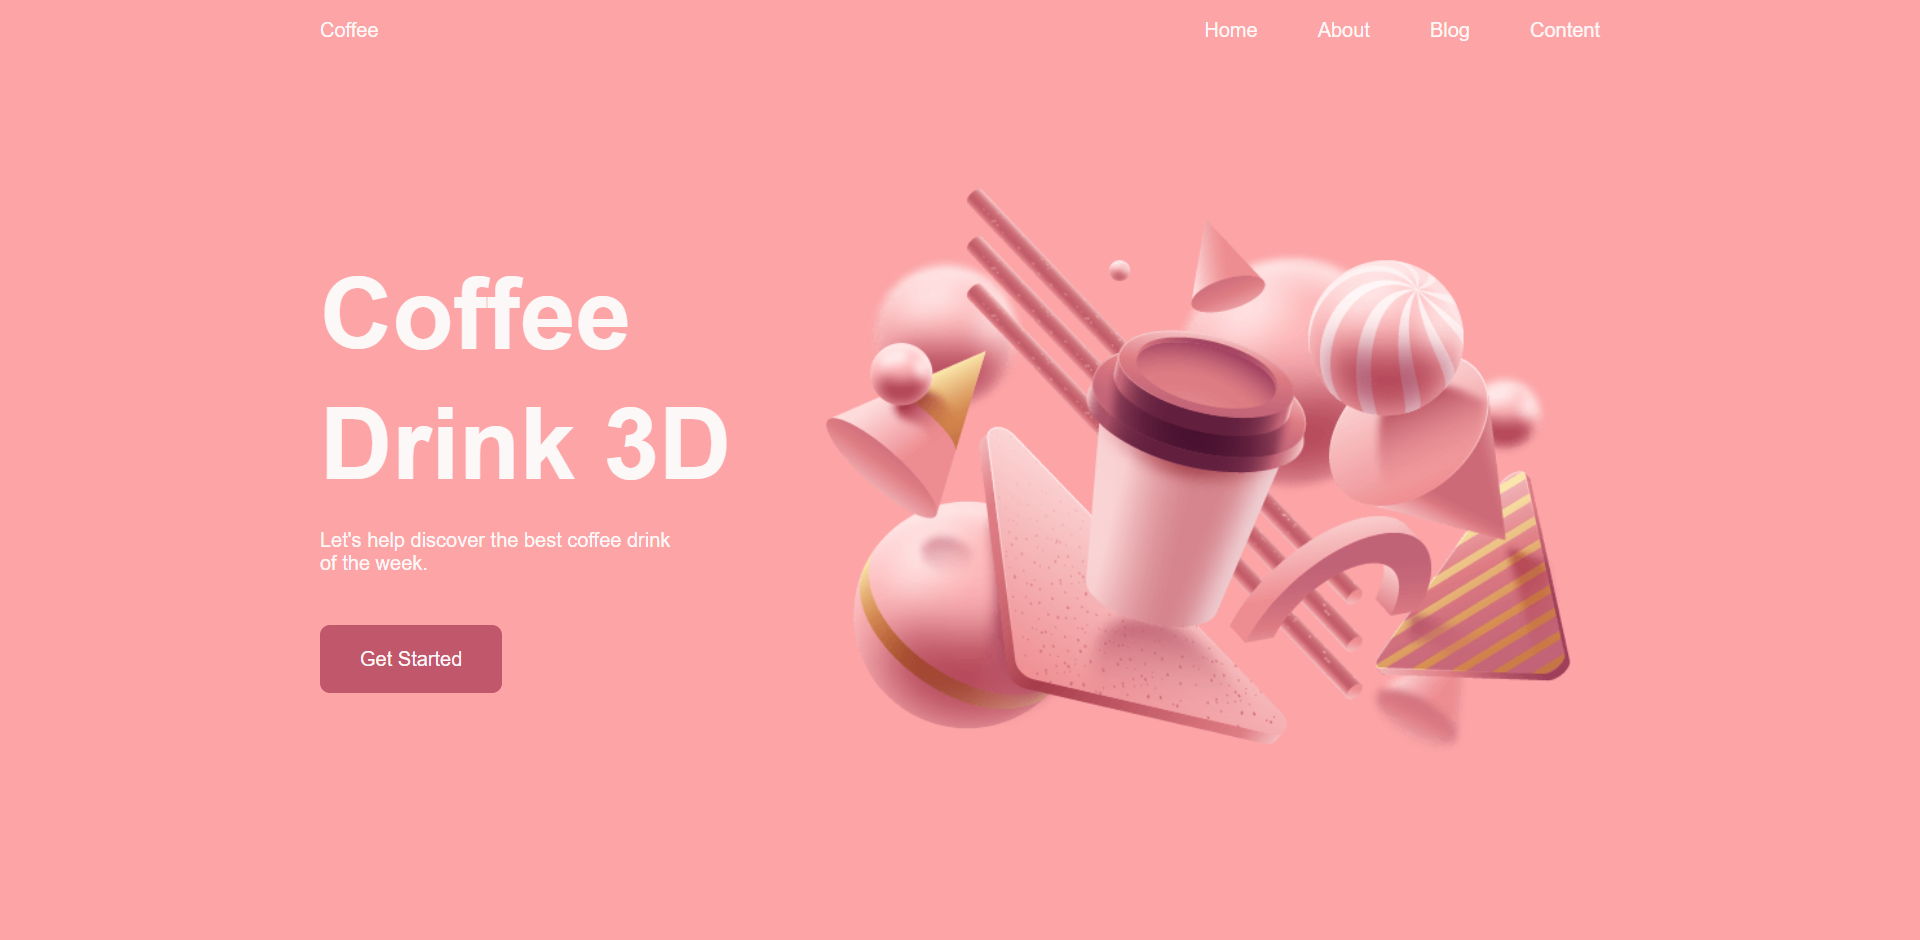 Coffee
Home About Blog Content
Coffee
Drink 3D
Let's help discover the best coffee drink
of the week.
Get Started